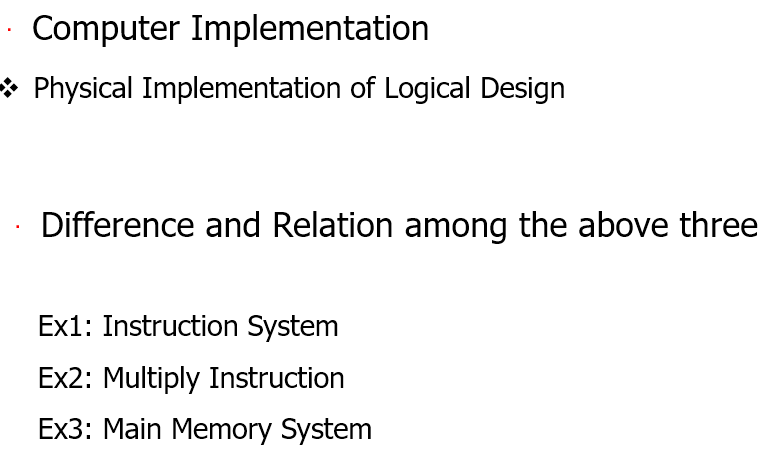 · Computer Implementation
❖ Physical Implementation of Logical Design
· Difference and Relation among the above three
Ex1: Instruction System
Ex2: Multiply Instruction
Ex3: Main Memory System